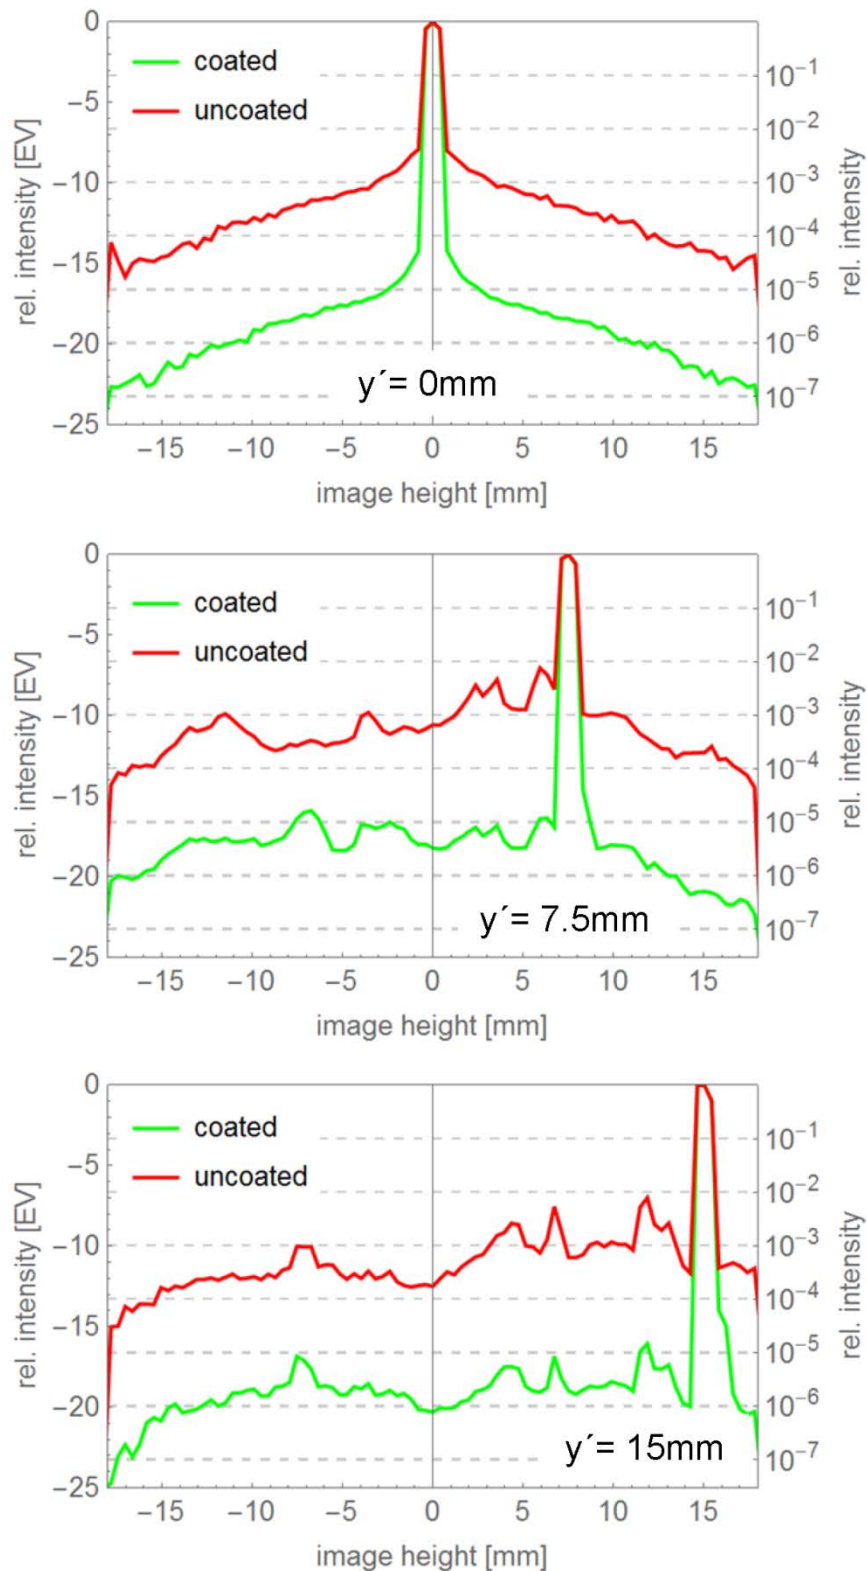 0
-5
-10
-15
-20
-25
rel. intensity [EV]
coated
uncoated
y´= 0mm
10⁻¹
10⁻²
10⁻³
10⁻⁴
10⁻⁵
10⁻⁶
10⁻⁷
rel. intensity
-15 -10 -5 0 5 10 15
image height [mm]
0
-5
-10
-15
-20
-25
rel. intensity [EV]
coated
uncoated
y´= 7.5mm
10⁻¹
10⁻²
10⁻³
10⁻⁴
10⁻⁵
10⁻⁶
10⁻⁷
rel. intensity
-15 -10 -5 0 5 10 15
image height [mm]
0
-5
-10
-15
-20
-25
rel. intensity [EV]
coated
uncoated
y´= 15mm
10⁻¹
10⁻²
10⁻³
10⁻⁴
10⁻⁵
10⁻⁶
10⁻⁷
rel. intensity
-15 -10 -5 0 5 10 15
image height [mm]